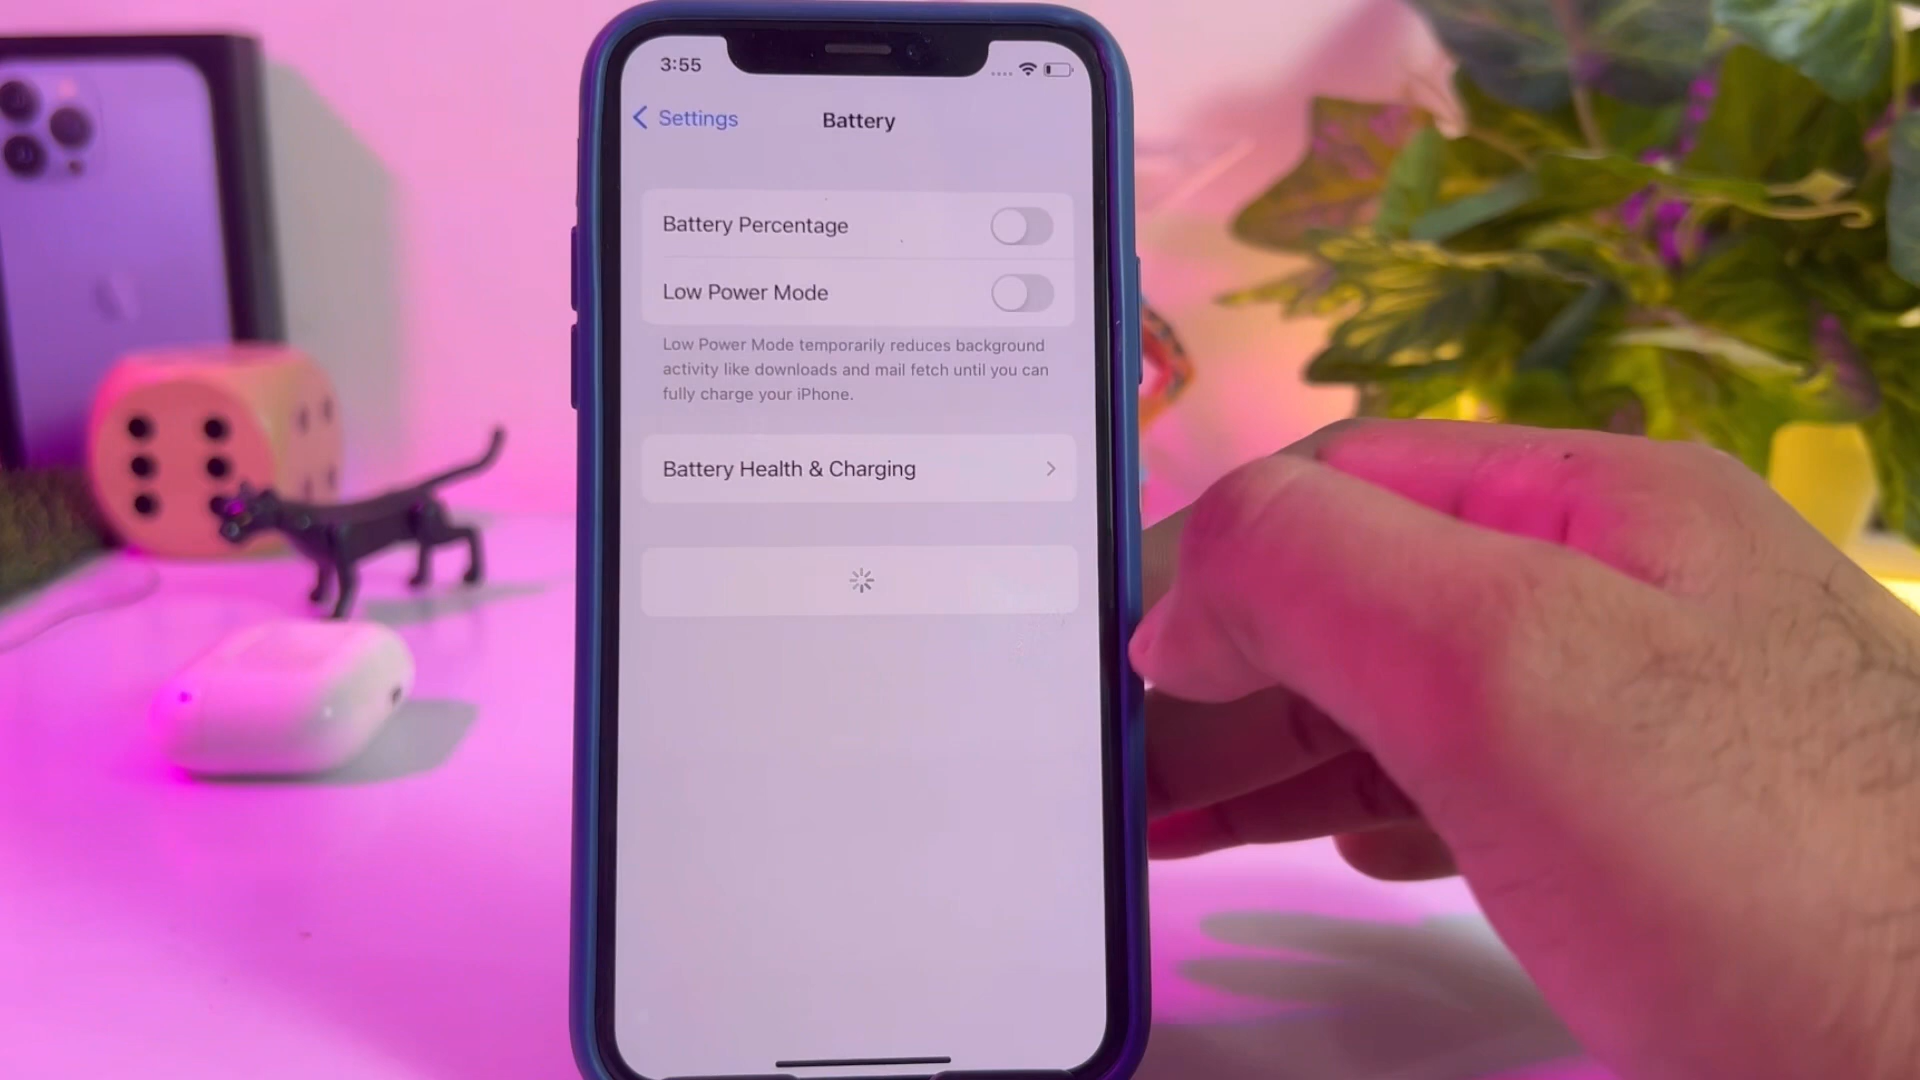 3:55
Settings
Battery
Battery Percentage
Low Power Mode
Low Power Mode temporarily reduces background
activity like downloads and mail fetch until you can
fully charge your iPhone.
Battery Health & Charging